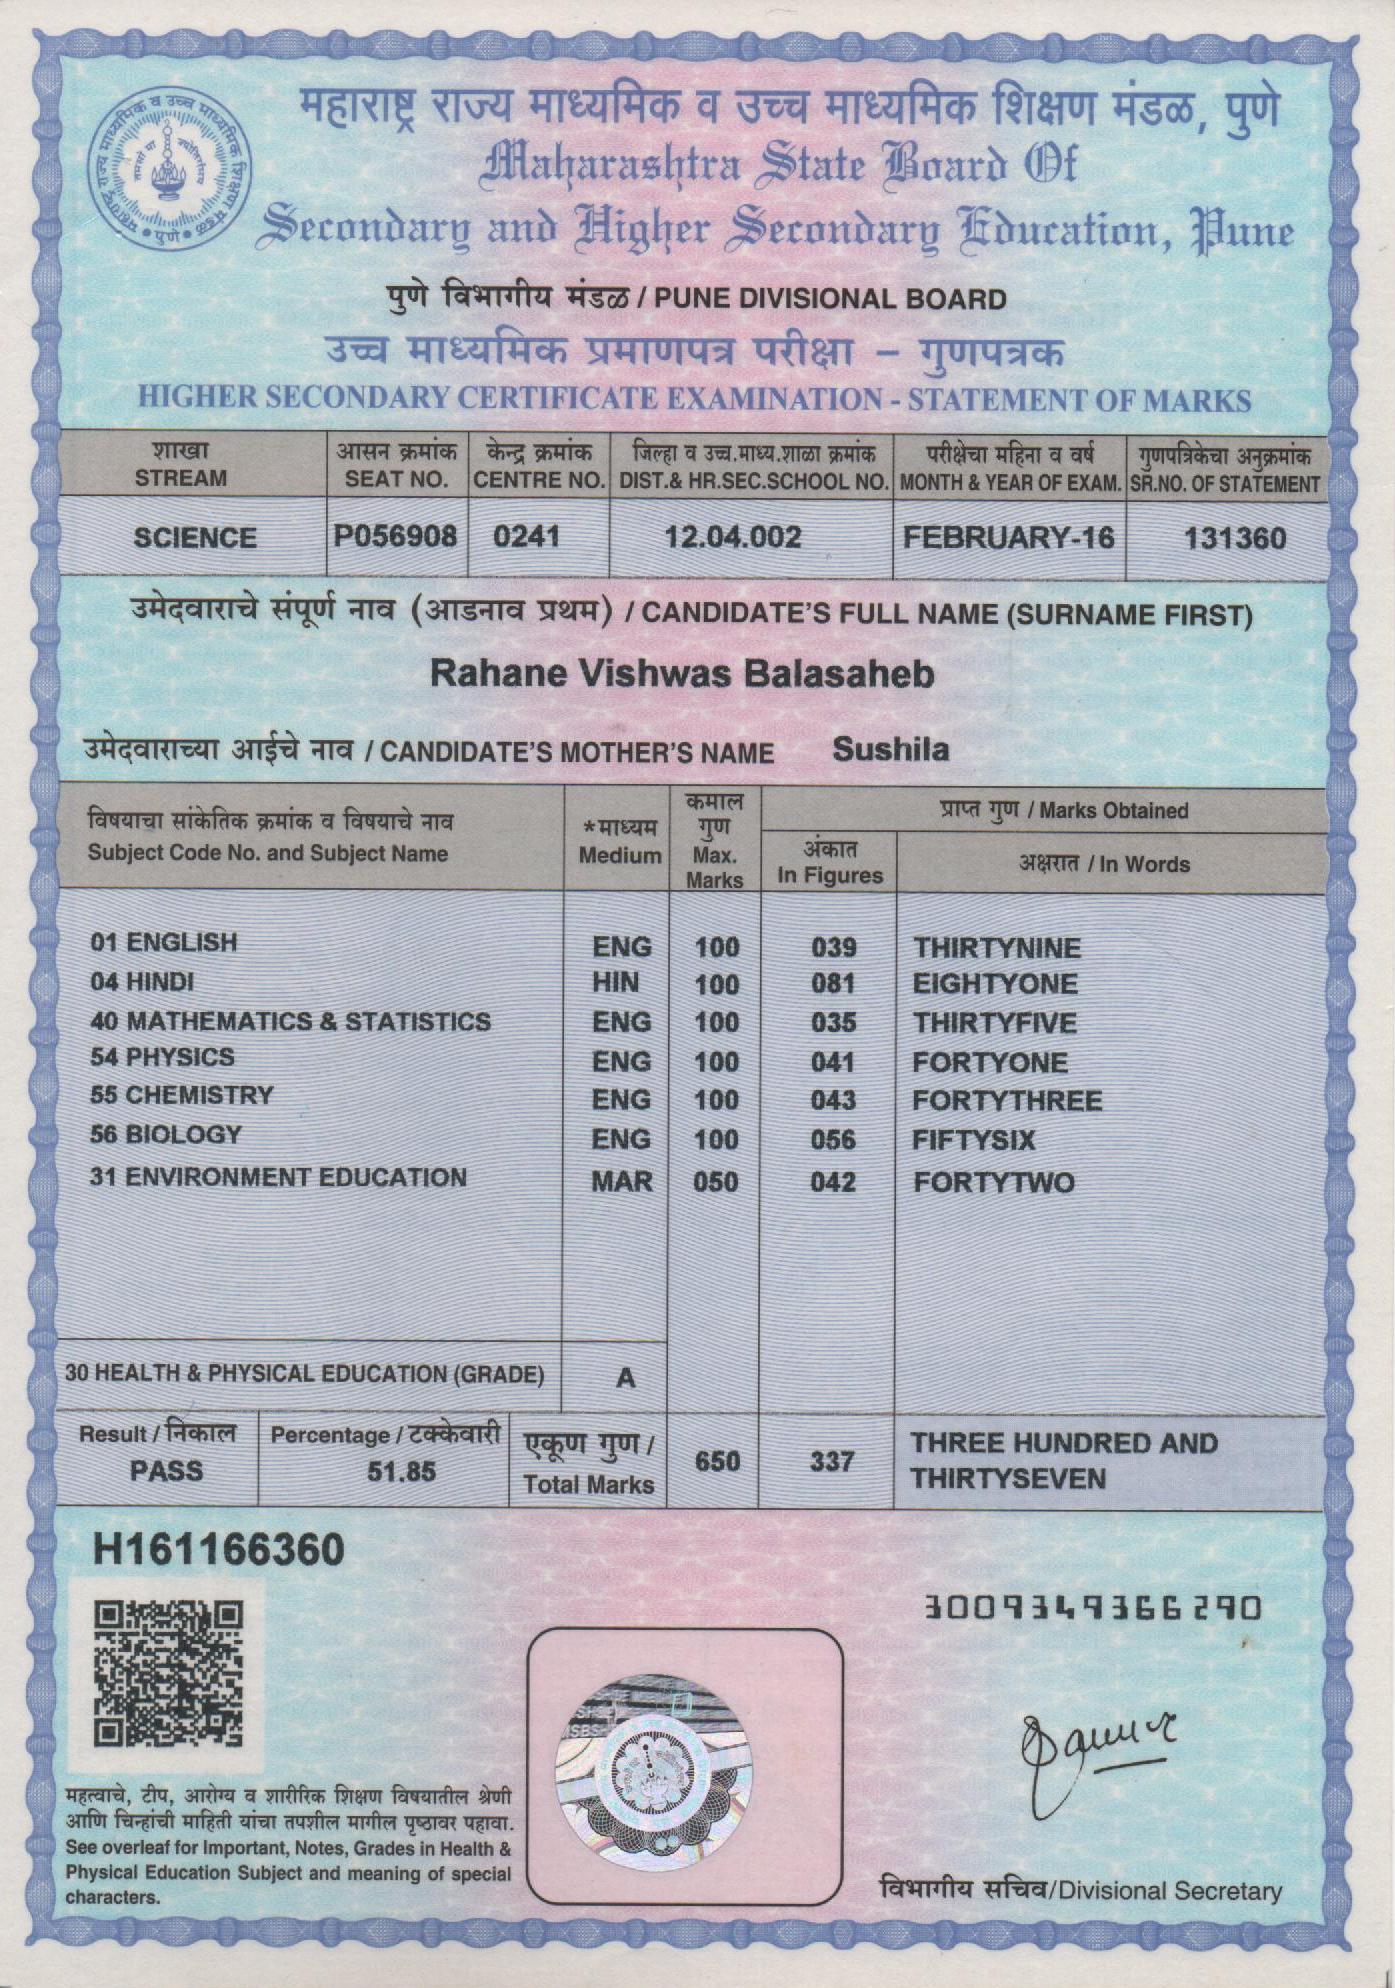 महाराष्ट्र राज्य माध्यमिक व उच्च माध्यमिक शिक्षण मंडळ, पुणे
Maharashtra State Board Of
Secondary and Higher Secondary Education, Pune
पुणे विभागीय मंडळ / PUNE DIVISIONAL BOARD
उच्च माध्यमिक प्रमाणपत्र परीक्षा – गुणपत्रक
HIGHER SECONDARY CERTIFICATE EXAMINATION - STATEMENT OF MARKS
शाखा आसन क्रमांक केन्द्र क्रमांक जिल्हा व उच्च.माध्य.शाळा क्रमांक परीक्षेचा महिना व वर्ष गुणपत्रिकेचा अनुक्रमांक
STREAM SEAT NO. CENTRE NO. DIST.& HR.SEC.SCHOOL NO. MONTH & YEAR OF EXAM. SR.NO. OF STATEMENT
SCIENCE P056908 0241 12.04.002 FEBRUARY-16 131360
उमेदवाराचे संपूर्ण नाव (आडनाव प्रथम) / CANDIDATE'S FULL NAME (SURNAME FIRST)
Rahane Vishwas Balasaheb
उमेदवाराच्या आईचे नाव / CANDIDATE'S MOTHER'S NAME Sushila
विषयाचा सांकेतिक क्रमांक व विषयाचे नाव
Subject Code No. and Subject Name
*माध्यम
Medium
कमाल
गुण
Max.
Marks
प्राप्त गुण / Marks Obtained
अंकात
In Figures
अक्षरात / In Words
01 ENGLISH ENG 100 039 THIRTYNINE
04 HINDI HIN 100 081 EIGHTYONE
40 MATHEMATICS & STATISTICS ENG 100 035 THIRTYFIVE
54 PHYSICS ENG 100 041 FORTYONE
55 CHEMISTRY ENG 100 043 FORTYTHREE
56 BIOLOGY ENG 100 056 FIFTYSIX
31 ENVIRONMENT EDUCATION MAR 050 042 FORTYTWO
30 HEALTH & PHYSICAL EDUCATION (GRADE) A
Result / निकाल
PASS
Percentage / टक्केवारी
51.85
एकूण गुण /
Total Marks
650 337
THREE HUNDRED AND
THIRTYSEVEN
H161166360
3009349366290
महत्वाचे, टीप, आरोग्य व शारीरिक शिक्षण विषयातील श्रेणी
आणि चिन्हांची माहिती यांचा तपशील मागील पृष्ठावर पहावा.
See overleaf for Important, Notes, Grades in Health &
Physical Education Subject and meaning of special
characters.
विभागीय सचिव/Divisional Secretary